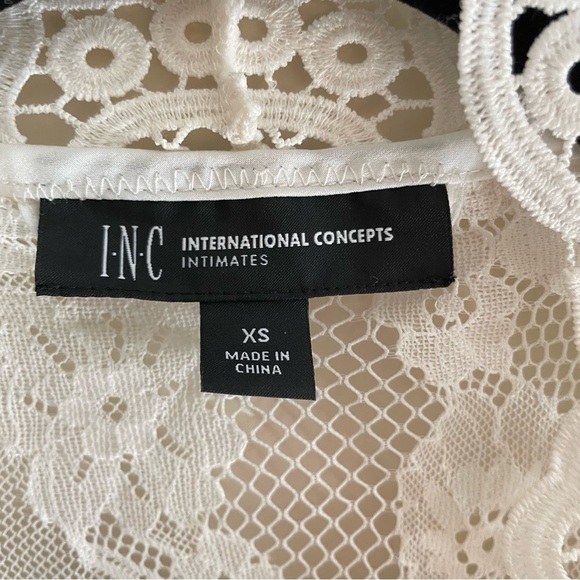 I·N·C INTERNATIONAL CONCEPTS
INTIMATES
XS
MADE IN
CHINA